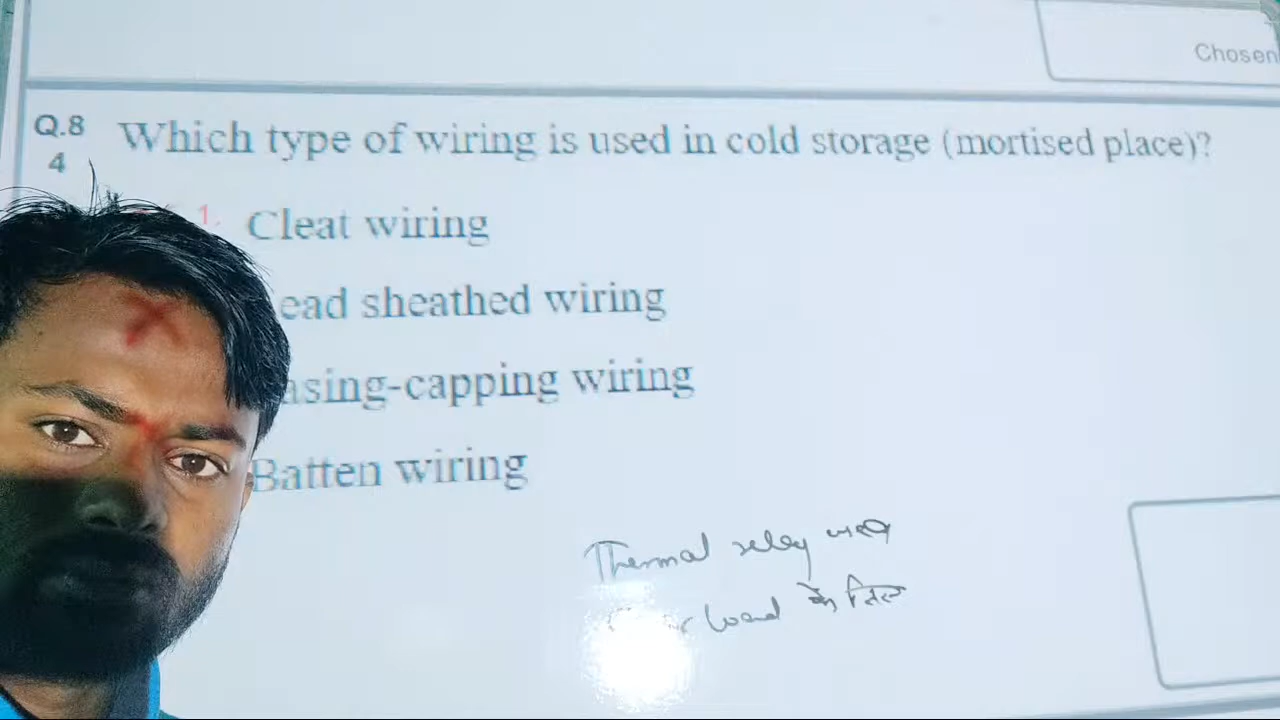 Chosen
Q.8 Which type of wiring is used in cold storage (mortised place)?
4
1. Cleat wiring
ead sheathed wiring
asing-capping wiring
Batten wiring
Thermal relay
load के लिए